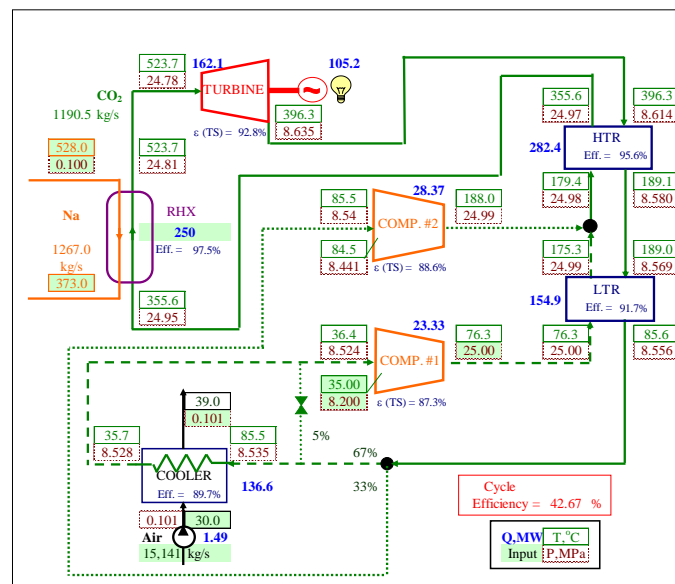 523.7
24.78
162.1
105.2
TURBINE
~
CO2
1190.5 kg/s
ε (TS) = 92.8%
396.3
8.635
355.6
24.97
396.3
8.614
HTR
Eff. = 95.6%
282.4
528.0
0.100
523.7
24.81
179.4
24.98
189.1
8.580
Na
RHX
250
Eff. = 97.5%
1267.0
kg/s
373.0
85.5
8.54
28.37
COMP. #2
188.0
24.99
84.5
8.441
ε (TS) = 88.6%
175.3
24.99
189.0
8.569
LTR
Eff. = 91.7%
154.9
355.6
24.95
36.4
8.524
23.33
COMP. #1
76.3
25.00
76.3
25.00
85.6
8.556
35.00
8.200
ε (TS) = 87.3%
39.0
0.101
35.7
8.528
85.5
8.535
5%
67%
33%
COOLER
Eff. = 89.7%
136.6
0.101
30.0
Air
1.49
15,141 kg/s
Cycle
Efficiency = 42.67 %
Q,MW T,°C
Input P,MPa